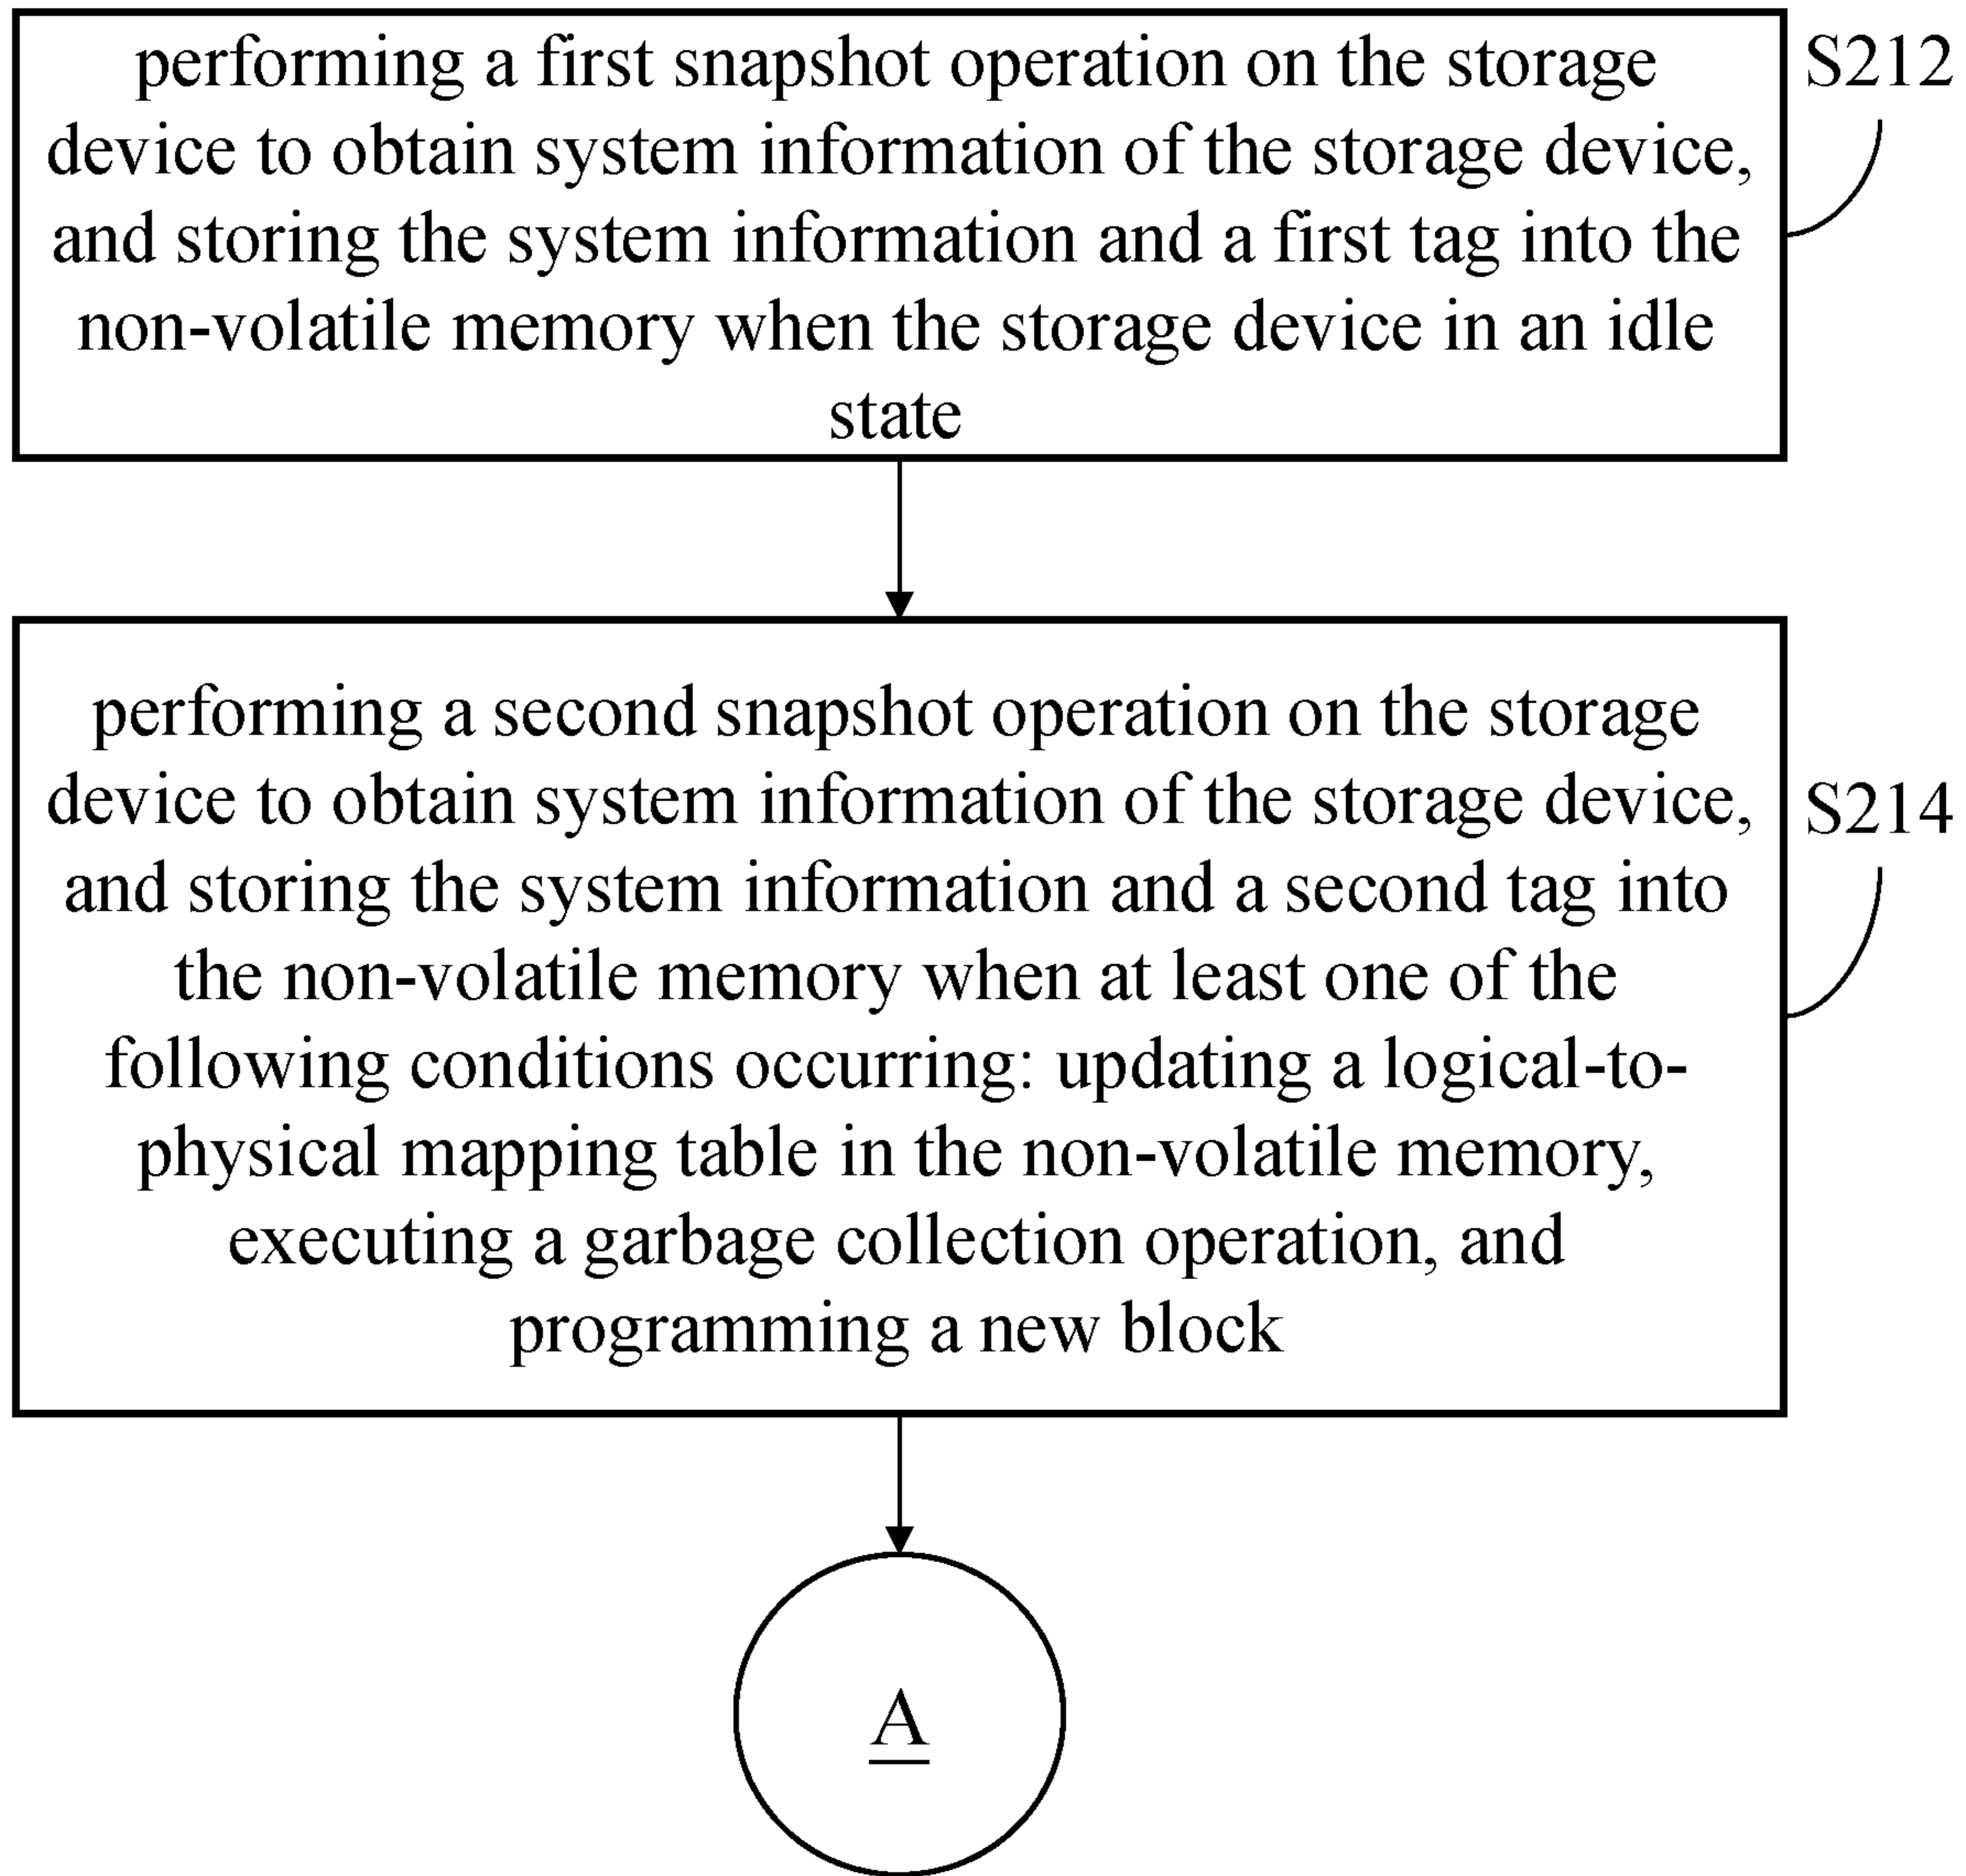 performing a first snapshot operation on the storage
device to obtain system information of the storage device,
and storing the system information and a first tag into the
non-volatile memory when the storage device in an idle
state
S212
performing a second snapshot operation on the storage
device to obtain system information of the storage device,
and storing the system information and a second tag into
the non-volatile memory when at least one of the
following conditions occurring: updating a logical-to-
physical mapping table in the non-volatile memory,
executing a garbage collection operation, and
programming a new block
S214
A